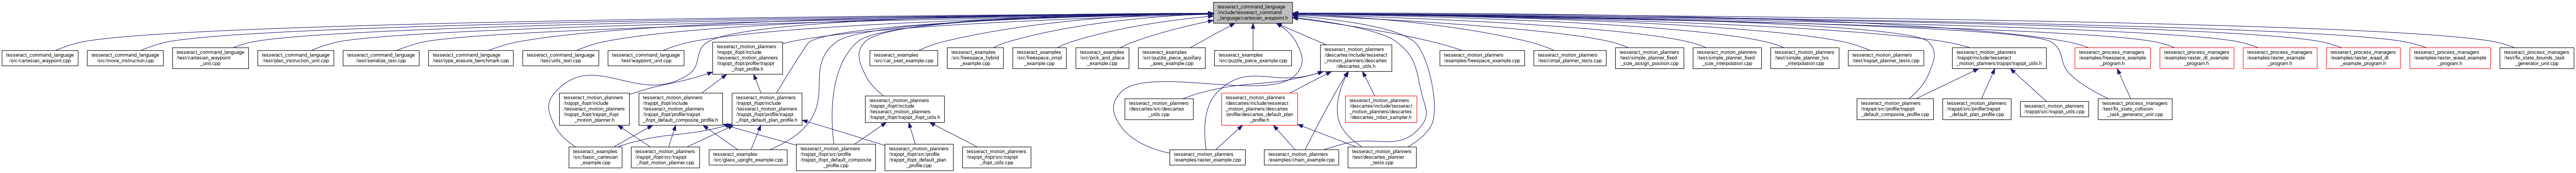 tesseract_command_language
/include/tesseract_command
_language/cartesian_waypoint.h
tesseract_command_language
/src/cartesian_waypoint.cpp
tesseract_command_language
/src/move_instruction.cpp
tesseract_command_language
/test/cartesian_waypoint
_unit.cpp
tesseract_command_language
/test/plan_instruction_unit.cpp
tesseract_command_language
/test/serialize_test.cpp
tesseract_command_language
/test/type_erasure_benchmark.cpp
tesseract_command_language
/test/utils_test.cpp
tesseract_command_language
/test/waypoint_unit.cpp
tesseract_motion_planners
/trajopt_ifopt/include
/tesseract_motion_planners
/trajopt_ifopt/profile/trajopt
_ifopt_profile.h
tesseract_examples
/src/car_seat_example.cpp
tesseract_examples
/src/freespace_hybrid
_example.cpp
tesseract_examples
/src/freespace_ompl
_example.cpp
tesseract_examples
/src/pick_and_place
_example.cpp
tesseract_examples
/src/puzzle_piece_auxillary
_axes_example.cpp
tesseract_examples
/src/puzzle_piece_example.cpp
tesseract_motion_planners
/descartes/include/tesseract
_motion_planners/descartes
/descartes_utils.h
tesseract_motion_planners
/examples/freespace_example.cpp
tesseract_motion_planners
/test/ompl_planner_tests.cpp
tesseract_motion_planners
/test/simple_planner_fixed
_size_assign_position.cpp
tesseract_motion_planners
/test/simple_planner_fixed
_size_interpolation.cpp
tesseract_motion_planners
/test/simple_planner_lvs
_interpolation.cpp
tesseract_motion_planners
/test/trajopt_planner_tests.cpp
tesseract_motion_planners
/trajopt/include/tesseract
_motion_planners/trajopt/trajopt_utils.h
tesseract_process_managers
/examples/freespace_example
_program.h
tesseract_process_managers
/examples/raster_dt_example
_program.h
tesseract_process_managers
/examples/raster_example
_program.h
tesseract_process_managers
/examples/raster_waad_dt
_example_program.h
tesseract_process_managers
/examples/raster_waad_example
_program.h
tesseract_process_managers
/test/fix_state_bounds_task
_generator_unit.cpp
tesseract_motion_planners
/trajopt_ifopt/include
/tesseract_motion_planners
/trajopt_ifopt/trajopt_ifopt
_motion_planner.h
tesseract_motion_planners
/trajopt_ifopt/include
/tesseract_motion_planners
/trajopt_ifopt/profile/trajopt
_ifopt_default_composite_profile.h
tesseract_motion_planners
/trajopt_ifopt/include
/tesseract_motion_planners
/trajopt_ifopt/profile/trajopt
_ifopt_default_plan_profile.h
tesseract_motion_planners
/trajopt_ifopt/include
/tesseract_motion_planners
/trajopt_ifopt/trajopt_ifopt_utils.h
tesseract_motion_planners
/descartes/src/descartes
_utils.cpp
tesseract_motion_planners
/descartes/include/tesseract
_motion_planners/descartes
/profile/descartes_default_plan
_profile.h
tesseract_motion_planners
/descartes/include/tesseract
_motion_planners/descartes
/descartes_robot_sampler.h
tesseract_motion_planners
/trajopt/src/profile/trajopt
_default_composite_profile.cpp
tesseract_motion_planners
/trajopt/src/profile/trajopt
_default_plan_profile.cpp
tesseract_motion_planners
/trajopt/src/trajopt_utils.cpp
tesseract_process_managers
/test/fix_state_collision
_task_generator_unit.cpp
tesseract_examples
/src/basic_cartesian
_example.cpp
tesseract_motion_planners
/trajopt_ifopt/src/trajopt
_ifopt_motion_planner.cpp
tesseract_examples
/src/glass_upright_example.cpp
tesseract_motion_planners
/trajopt_ifopt/src/profile
/trajopt_ifopt_default_composite
_profile.cpp
tesseract_motion_planners
/trajopt_ifopt/src/profile
/trajopt_ifopt_default_plan
_profile.cpp
tesseract_motion_planners
/trajopt_ifopt/src/trajopt
_ifopt_utils.cpp
tesseract_motion_planners
/examples/raster_example.cpp
tesseract_motion_planners
/examples/chain_example.cpp
tesseract_motion_planners
/test/descartes_planner
_tests.cpp